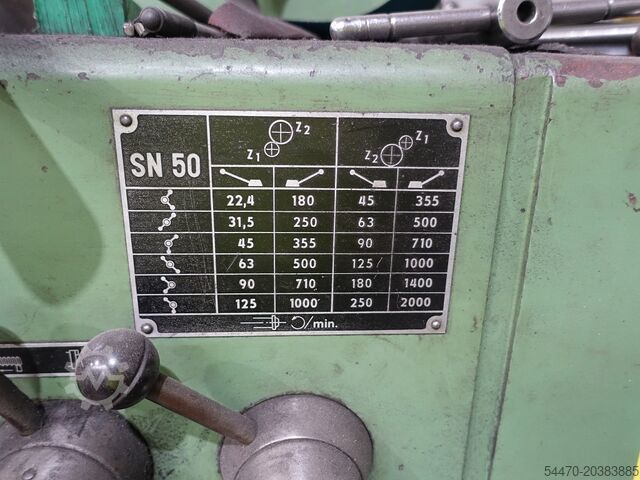 Z2
Z1
Z1
Z2
SN 50
22,4 180 45 355
31,5 250 63 500
45 355 90 710
63 500 125 1000
90 710 180 1400
125 1000 250 2000
/min.
54470-20383885